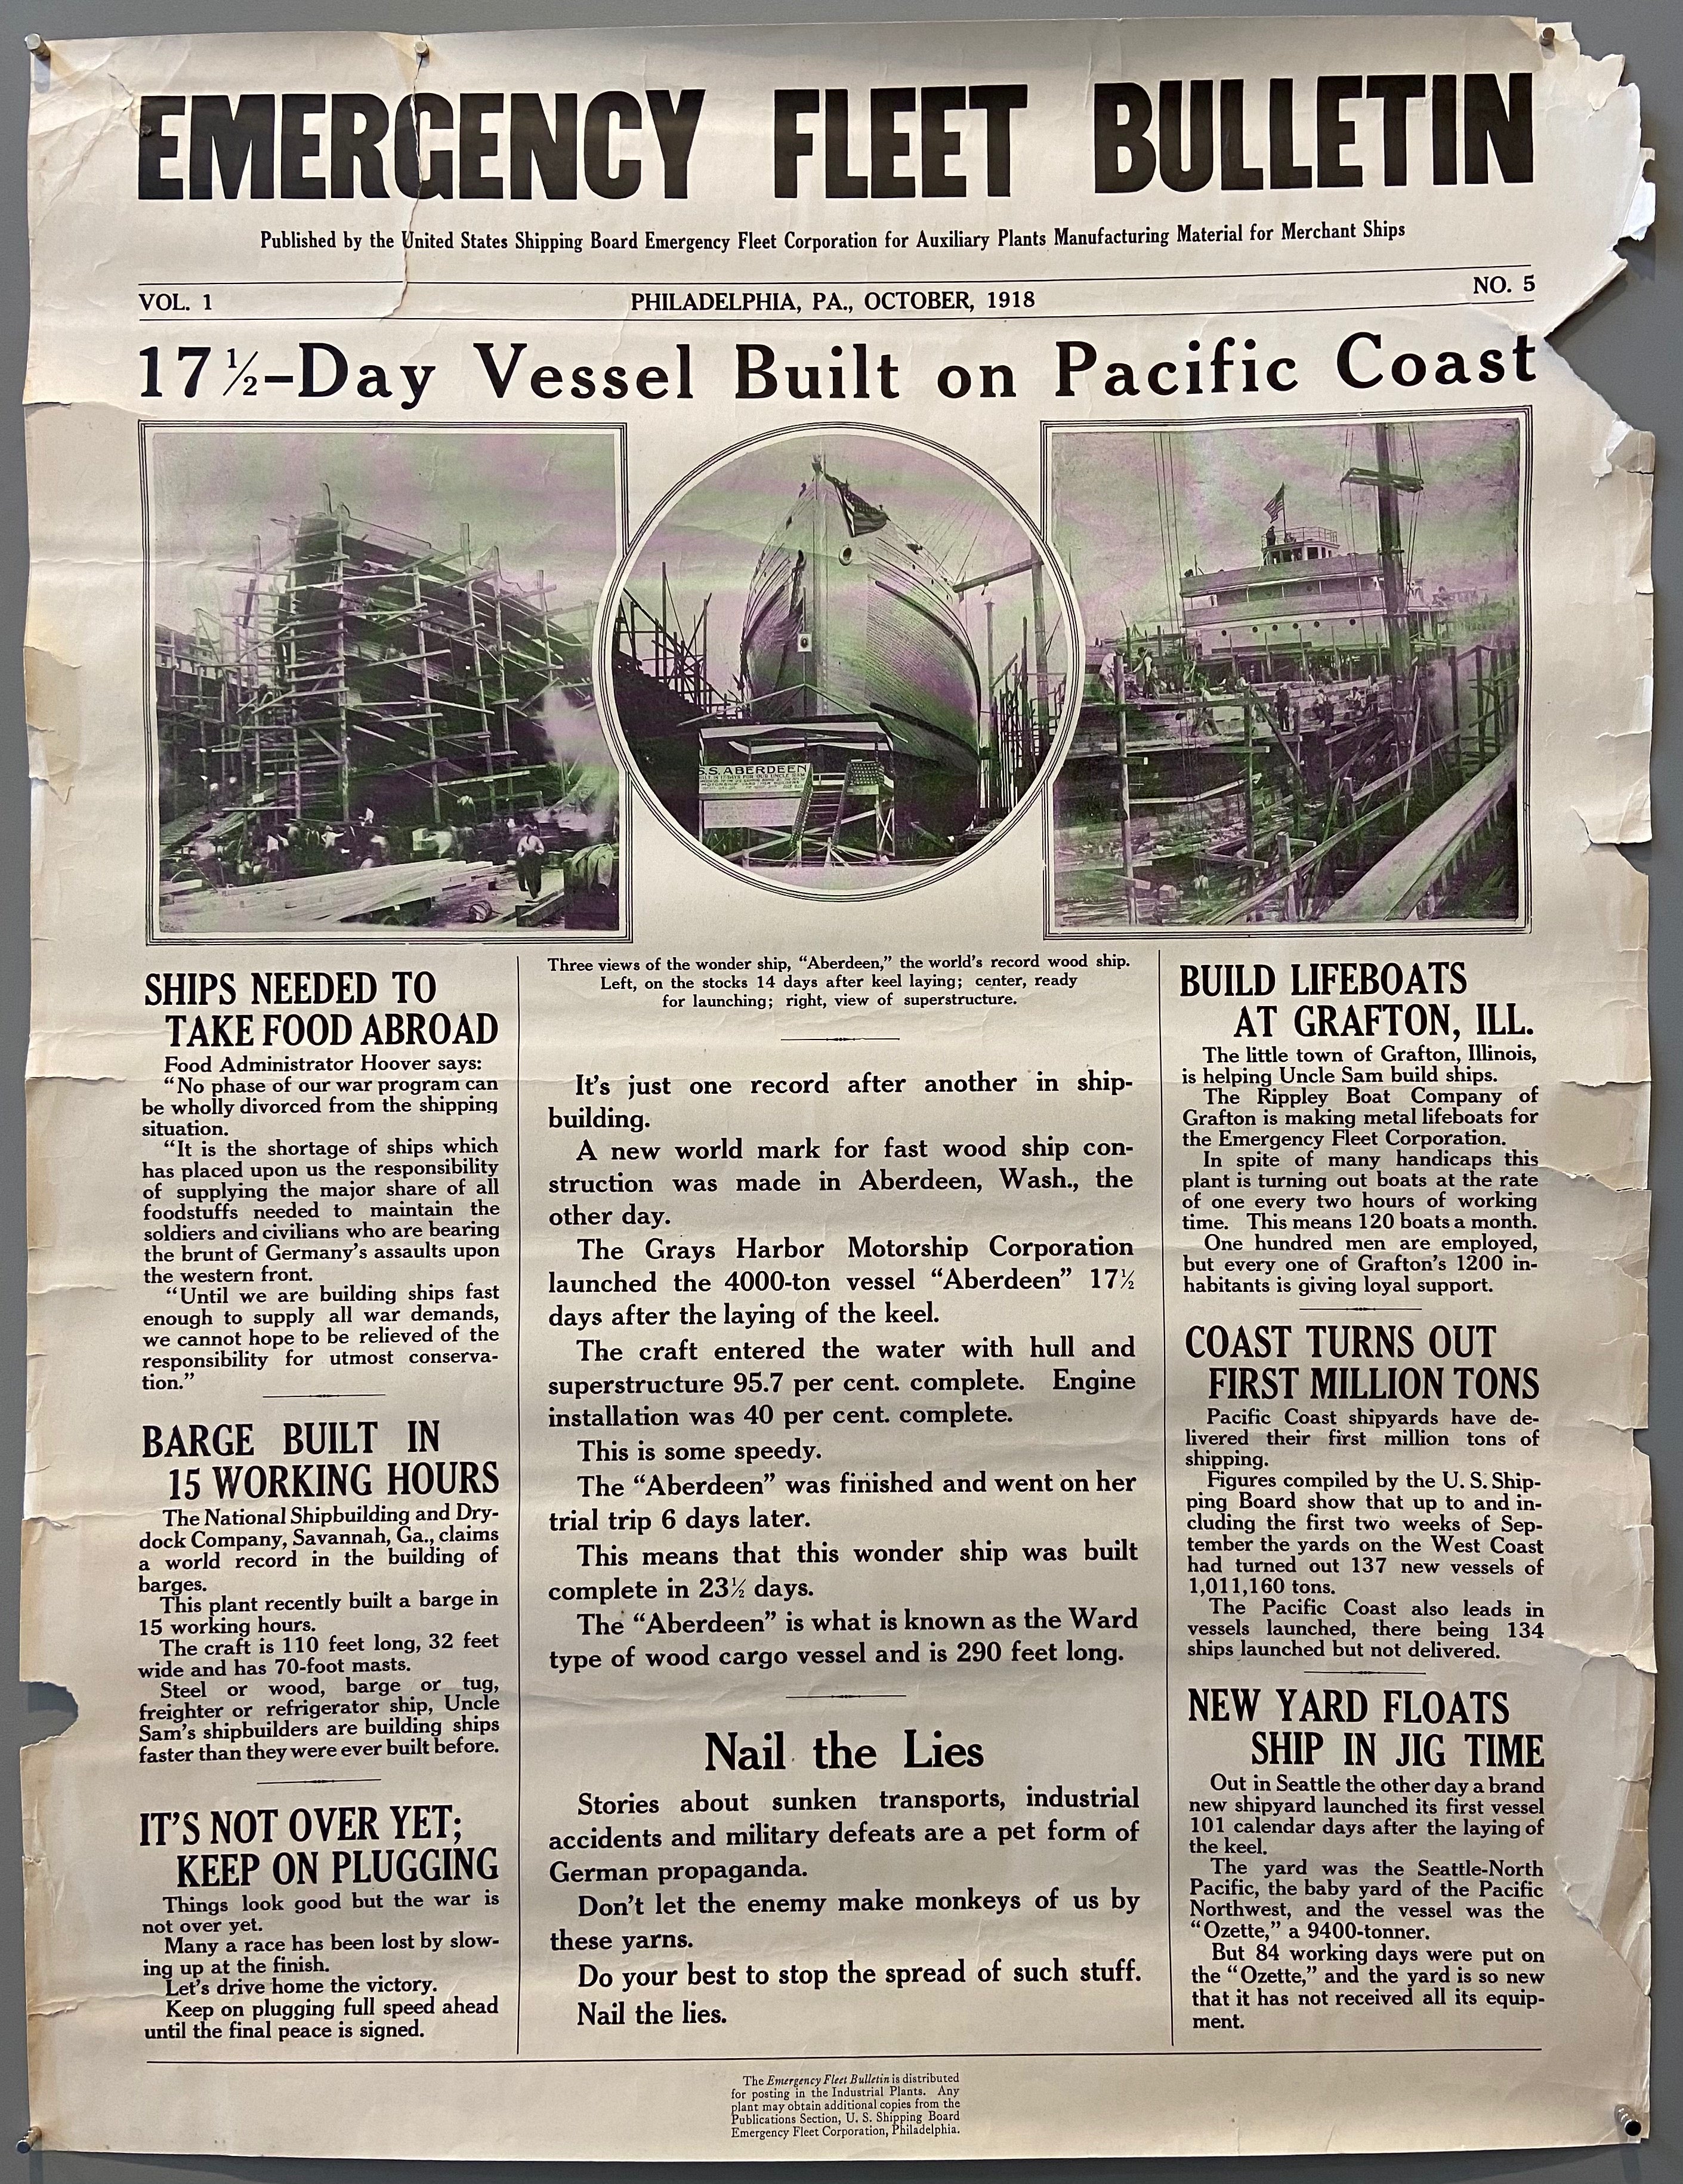 EMERGENCY FLEET BULLETIN
Published by the United States Shipping Board Emergency Fleet Corporation for Auxiliary Plants Manufacturing Material for Merchant Ships
VOL. 1
PHILADELPHIA, PA., OCTOBER, 1918
NO. 5
17½-Day Vessel Built on Pacific Coast
S.S. ABERDEEN
SHIPS NEEDED TO
TAKE FOOD ABROAD
Food Administrator Hoover says:
“No phase of our war program can
be wholly divorced from the shipping
situation.
“It is the shortage of ships which
has placed upon us the responsibility
of supplying the major share of all
foodstuffs needed to maintain the
soldiers and civilians who are bearing
the brunt of Germany’s assaults upon
the western front.
“Until we are building ships fast
enough to supply all war demands,
we cannot hope to be relieved of the
responsibility for utmost conserva-
tion.”
BARGE BUILT IN
15 WORKING HOURS
The National Shipbuilding and Dry-
dock Company, Savannah, Ga., claims
a world record in the building of
barges.
This plant recently built a barge in
15 working hours.
The craft is 110 feet long, 32 feet
wide and has 70-foot masts.
Steel or wood, barge or tug,
freighter or refrigerator ship, Uncle
Sam’s shipbuilders are building ships
faster than they were ever built before.
IT’S NOT OVER YET;
KEEP ON PLUGGING
Things look good but the war is
not over yet.
Many a race has been lost by slow-
ing up at the finish.
Let’s drive home the victory.
Keep on plugging full speed ahead
until the final peace is signed.
Three views of the wonder ship, “Aberdeen,” the world’s record wood ship.
Left, on the stocks 14 days after keel laying; center, ready
for launching; right, view of superstructure.
It’s just one record after another in ship-
building.
A new world mark for fast wood ship con-
struction was made in Aberdeen, Wash., the
other day.
The Grays Harbor Motorship Corporation
launched the 4000-ton vessel “Aberdeen” 17½
days after the laying of the keel.
The craft entered the water with hull and
superstructure 95.7 per cent. complete. Engine
installation was 40 per cent. complete.
This is some speedy.
The “Aberdeen” was finished and went on her
trial trip 6 days later.
This means that this wonder ship was built
complete in 23½ days.
The “Aberdeen” is what is known as the Ward
type of wood cargo vessel and is 290 feet long.
Nail the Lies
Stories about sunken transports, industrial
accidents and military defeats are a pet form of
German propaganda.
Don’t let the enemy make monkeys of us by
these yarns.
Do your best to stop the spread of such stuff.
Nail the lies.
BUILD LIFEBOATS
AT GRAFTON, ILL.
The little town of Grafton, Illinois,
is helping Uncle Sam build ships.
The Rippley Boat Company of
Grafton is making metal lifeboats for
the Emergency Fleet Corporation.
In spite of many handicaps this
plant is turning out boats at the rate
of one every two hours of working
time. This means 120 boats a month.
One hundred men are employed,
but every one of Grafton’s 1200 in-
habitants is giving loyal support.
COAST TURNS OUT
FIRST MILLION TONS
Pacific Coast shipyards have de-
livered their first million tons of
shipping.
Figures compiled by the U. S. Ship-
ping Board show that up to and in-
cluding the first two weeks of Sep-
tember the yards on the West Coast
had turned out 137 new vessels of
1,011,160 tons.
The Pacific Coast also leads in
vessels launched, there being 134
ships launched but not delivered.
NEW YARD FLOATS
SHIP IN JIG TIME
Out in Seattle the other day a brand
new shipyard launched its first vessel
101 calendar days after the laying of
the keel.
The yard was the Seattle-North
Pacific, the baby yard of the Pacific
Northwest, and the vessel was the
“Ozette,” a 9400-tonner.
But 84 working days were put on
the “Ozette,” and the yard is so new
that it has not received all its equip-
ment.
The Emergency Fleet Bulletin is distributed
for posting in the Industrial Plants. Any
plant may obtain additional copies from the
Publications Section, U. S. Shipping Board
Emergency Fleet Corporation, Philadelphia.